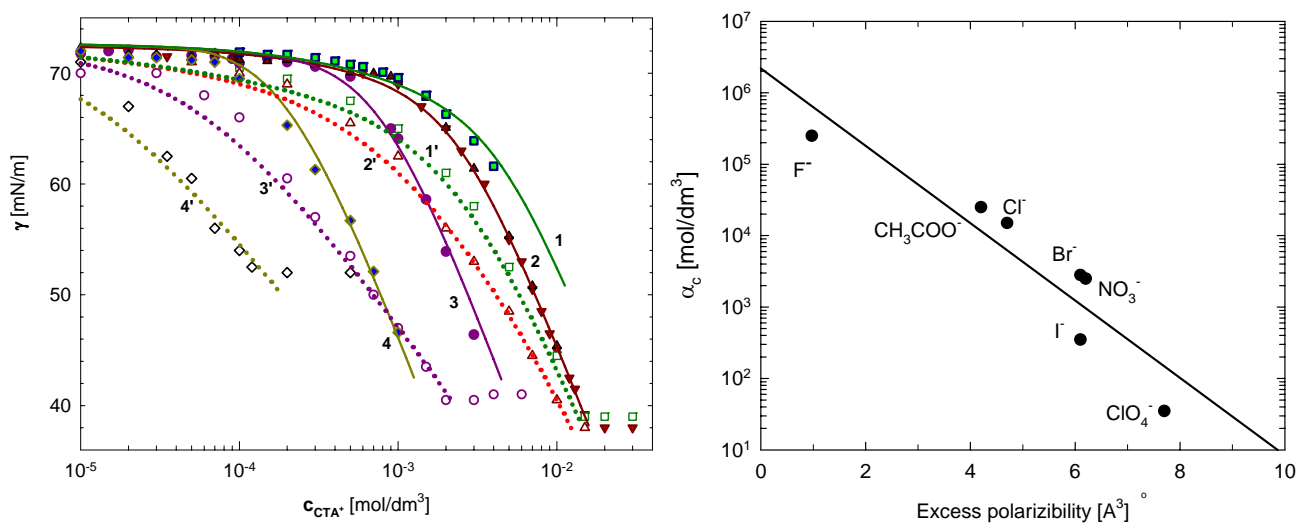 γ [mN/m]
70
60
50
40
10⁻⁵
10⁻⁴
10⁻³
10⁻²
c_CTA⁺ [mol/dm³]
1'
2'
3'
4'
1
2
3
4
α_c [mol/dm³]
10⁷
10⁶
10⁵
10⁴
10³
10²
10¹
F⁻
CH₃COO⁻
Cl⁻
Br⁻
NO₃⁻
I⁻
ClO₄⁻
0
2
4
6
8
10
Excess polarizibility [A³] °